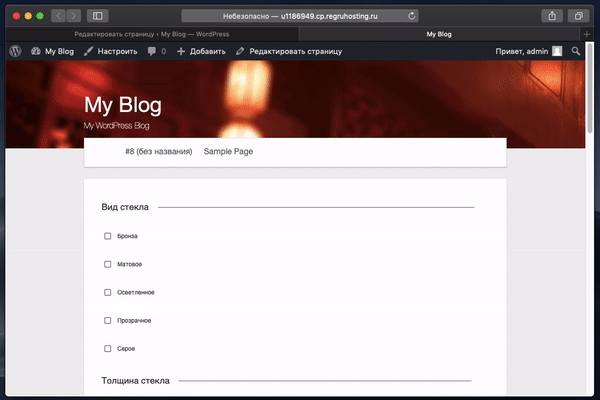 Небезопасно — u1186949.cp.regruhosting.ru
Редактировать страницу ‹ My Blog — WordPress
My Blog
My Blog
Настроить
0
Добавить
Редактировать страницу
Привет, admin
My Blog
My WordPress Blog
#8 (без названия)
Sample Page
Вид стекла
Бронза
Матовое
Осветленное
Прозрачное
Серое
Толщина стекла